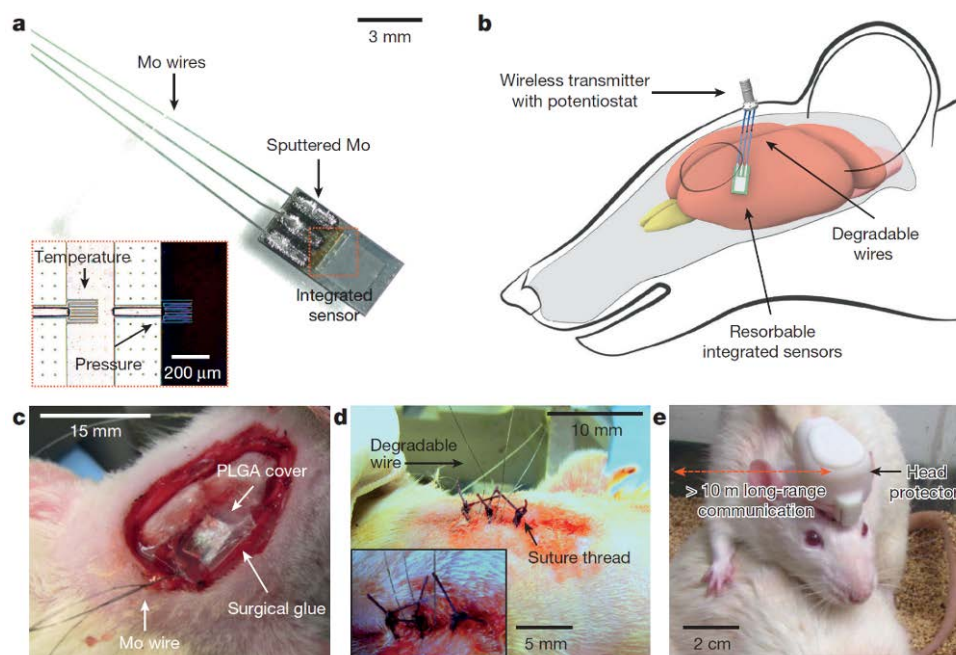 a
3 mm
Mo wires
Sputtered Mo
Integrated
sensor
Temperature
Pressure
200 μm
b
Wireless transmitter
with potentiostat
Degradable
wires
Resorbable
integrated sensors
c
15 mm
PLGA cover
Surgical glue
Mo wire
d
10 mm
Degradable
wire
Suture thread
5 mm
e
Head
protector
> 10 m long-range
communication
2 cm